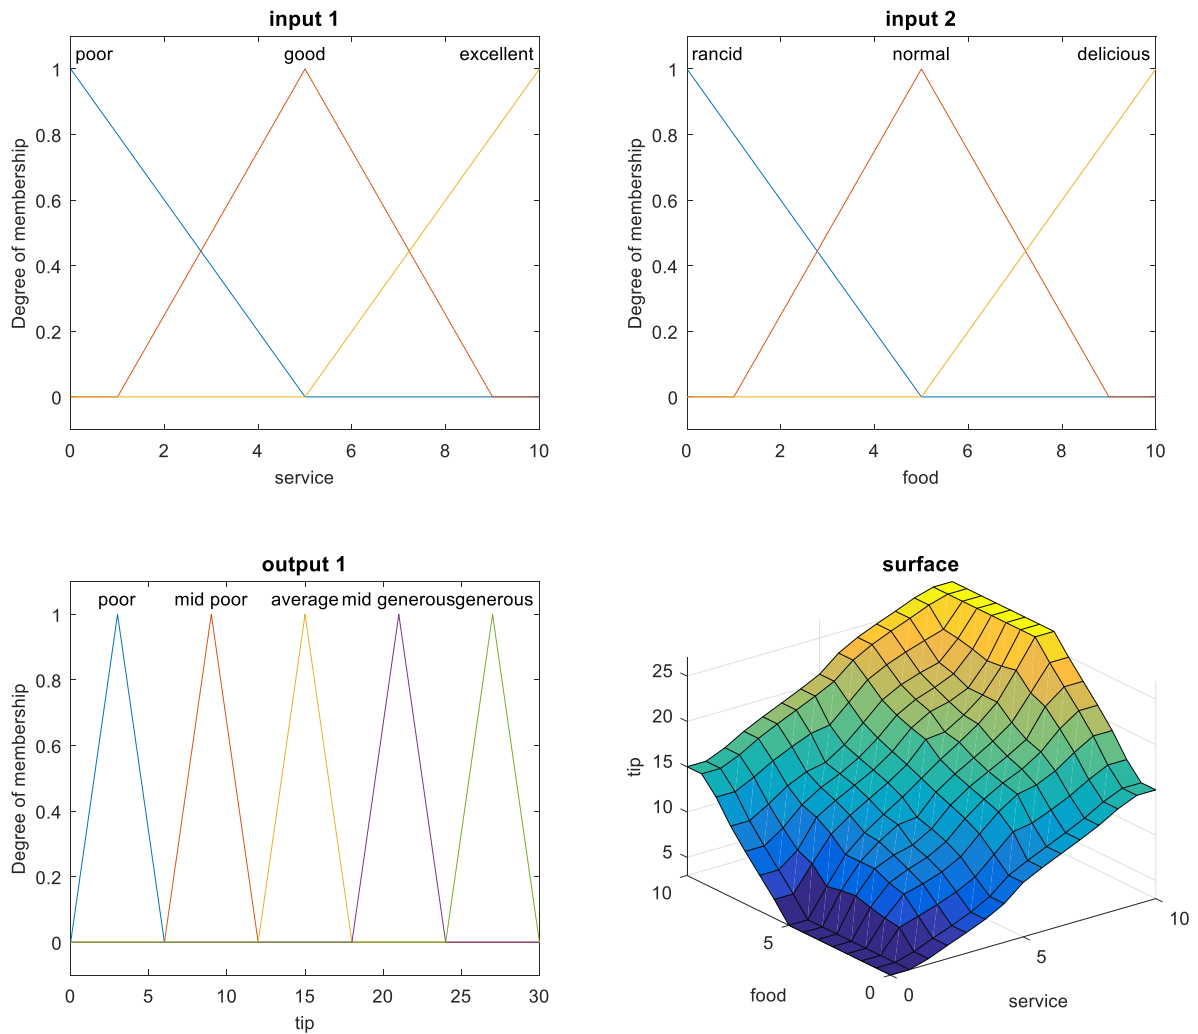 input 1
poor good excellent
1
0.8
0.6
0.4
0.2
0
Degree of membership
0 2 4 6 8 10
service
input 2
rancid normal delicious
1
0.8
0.6
0.4
0.2
0
Degree of membership
0 2 4 6 8 10
food
output 1
poor mid poor average mid generous generous
1
0.8
0.6
0.4
0.2
0
Degree of membership
0 5 10 15 20 25 30
tip
surface
25
20
15
10
5
tip
10
5
0
food
0
5
10
service